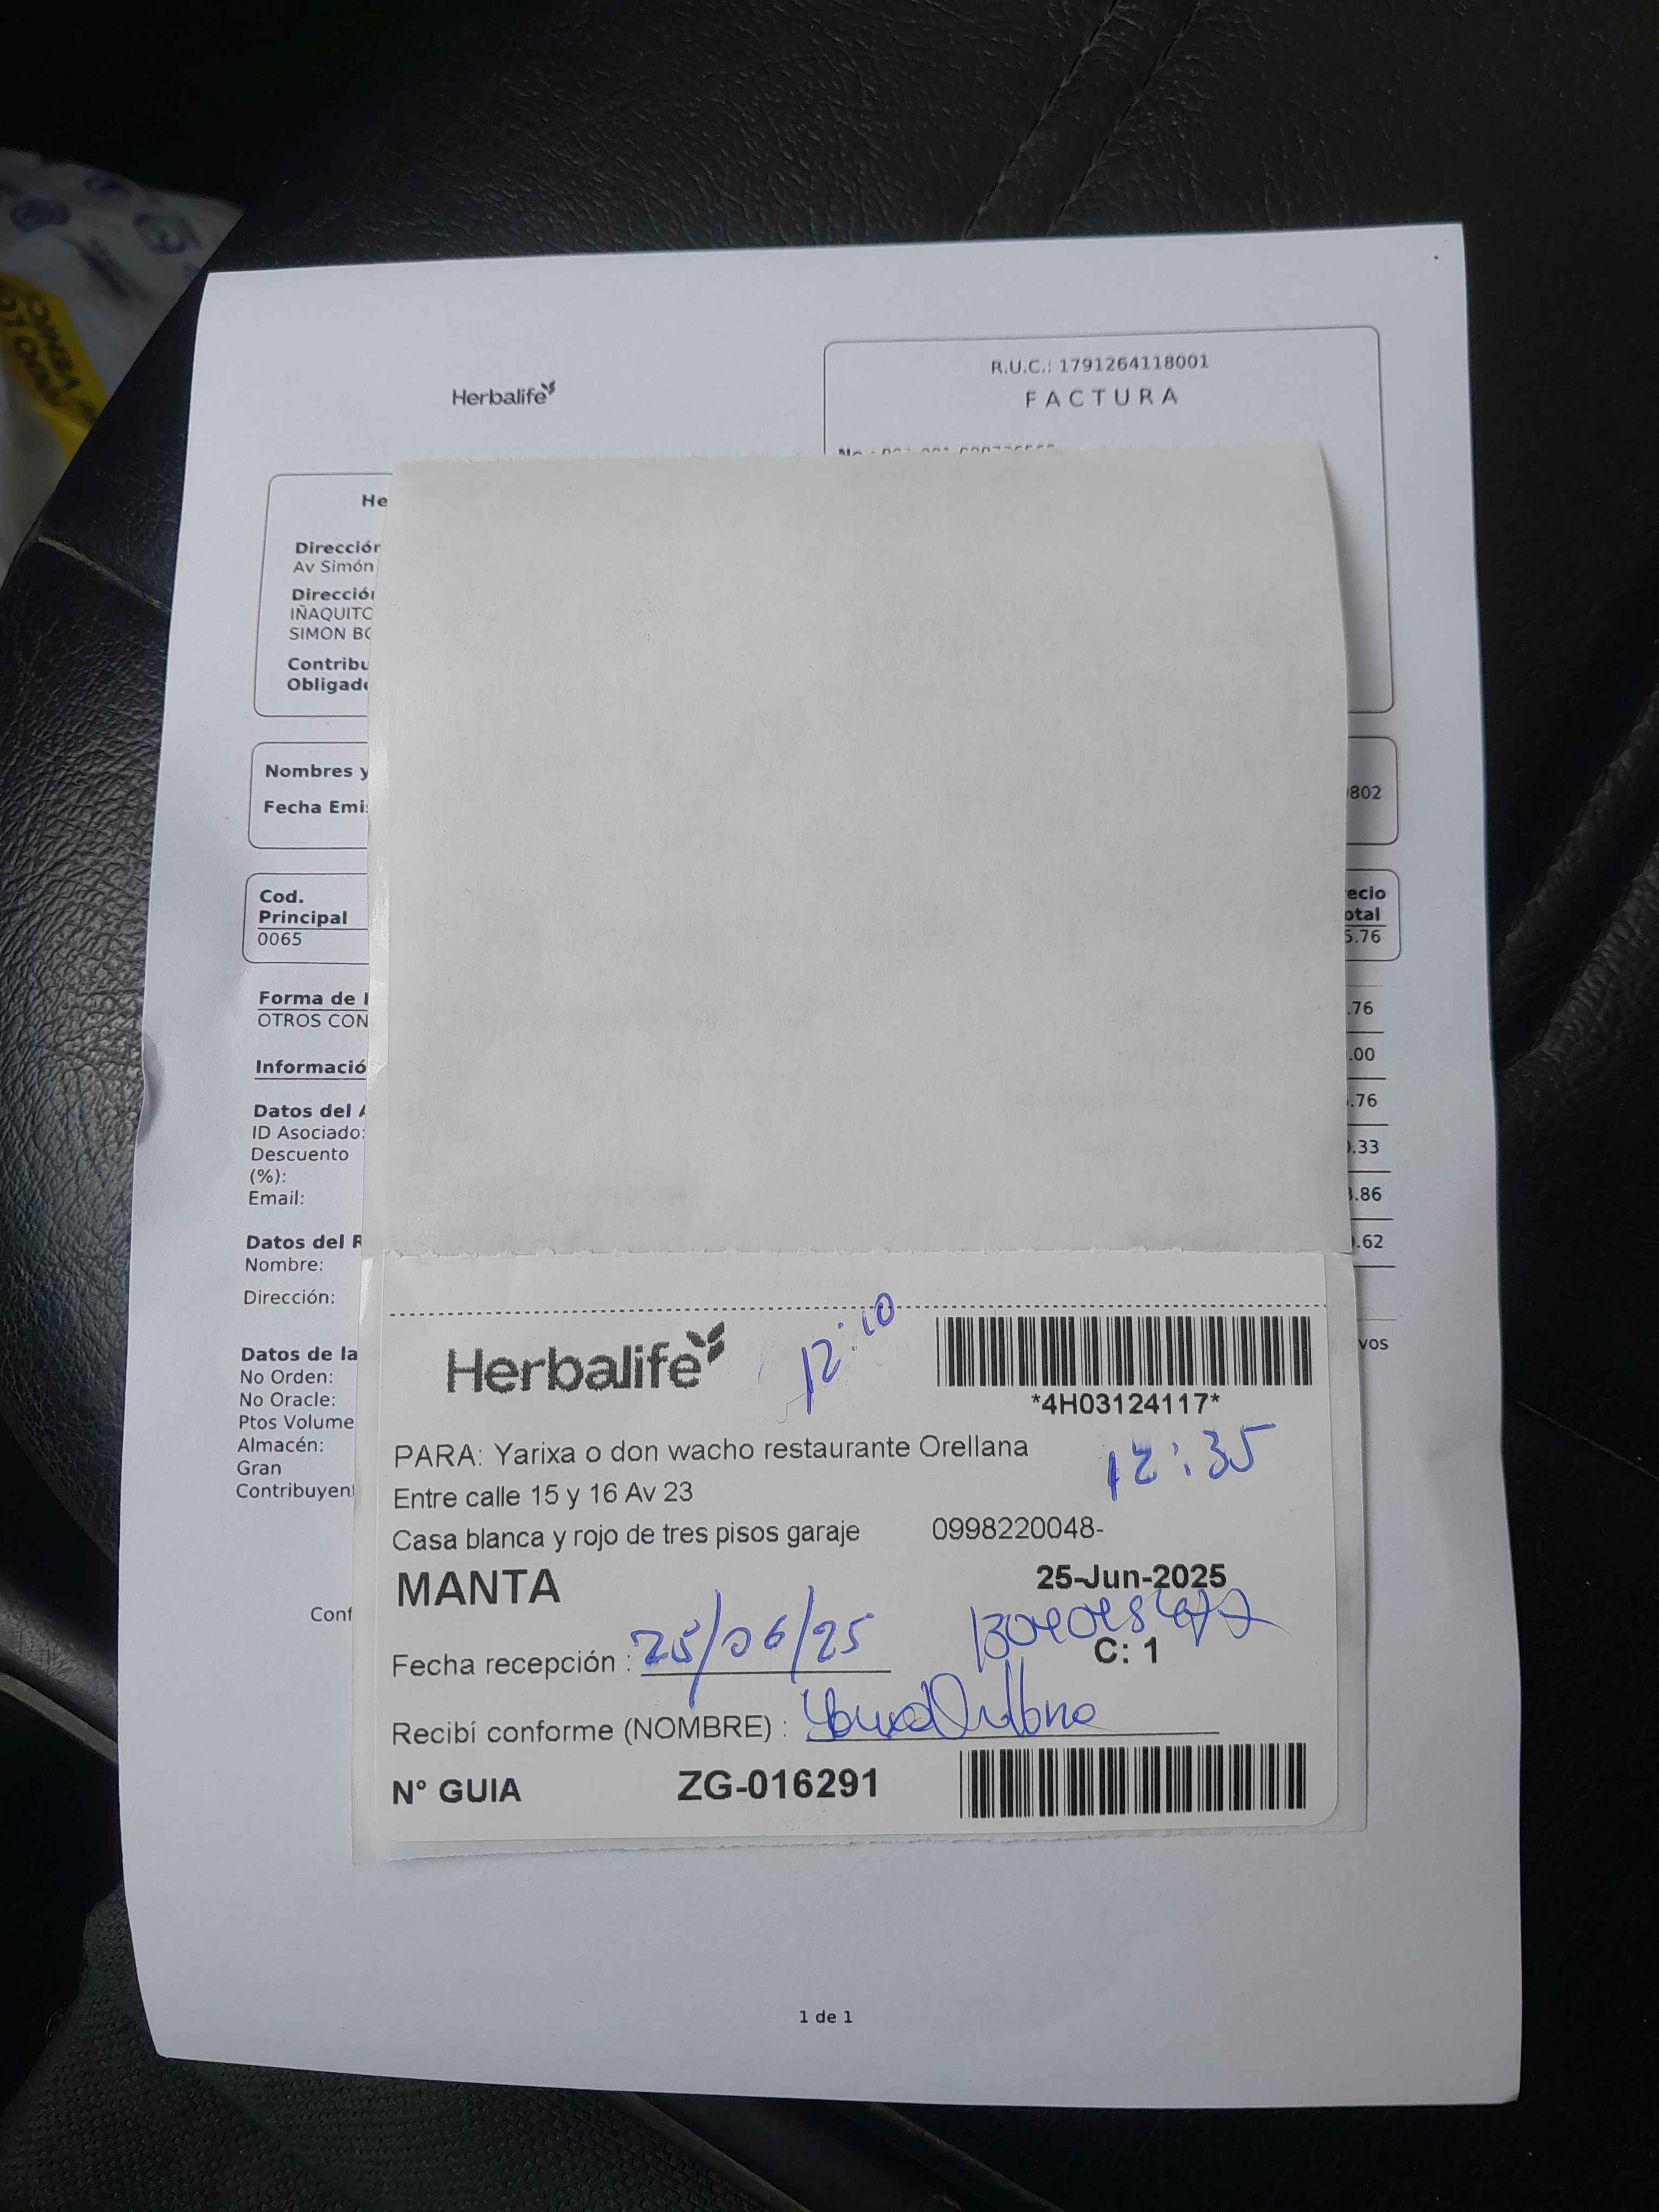 Herbalife
R.U.C.: 1791264118001
FACTURA
He
Dirección
Av Simón
Direcció
IÑAQUITO
SIMON BO
Contribu
Obligad
Nombres y
Fecha Emi
802
Cod.
Principal
0065
recio
otal
5.76
Forma de
OTROS CON
.76
.00
Informació
.76
Datos del A
ID Asociado:
Descuento
(%):
Email:
.33
.86
Datos del R
Nombre:
.62
Dirección:
vos
Datos de la
No Orden:
No Oracle:
Ptos Volume
Almacén:
Gran
Contribuyen
Conf
Herbalife
12:10
*4H03124117*
PARA: Yarixa o don wacho restaurante Orellana
12:35
Entre calle 15 y 16 Av 23
Casa blanca y rojo de tres pisos garaje 0998220048-
MANTA 25-Jun-2025
Fecha recepción : 25/06/25
C: 1
Recibí conforme (NOMBRE) :
N° GUIA ZG-016291
1 de 1